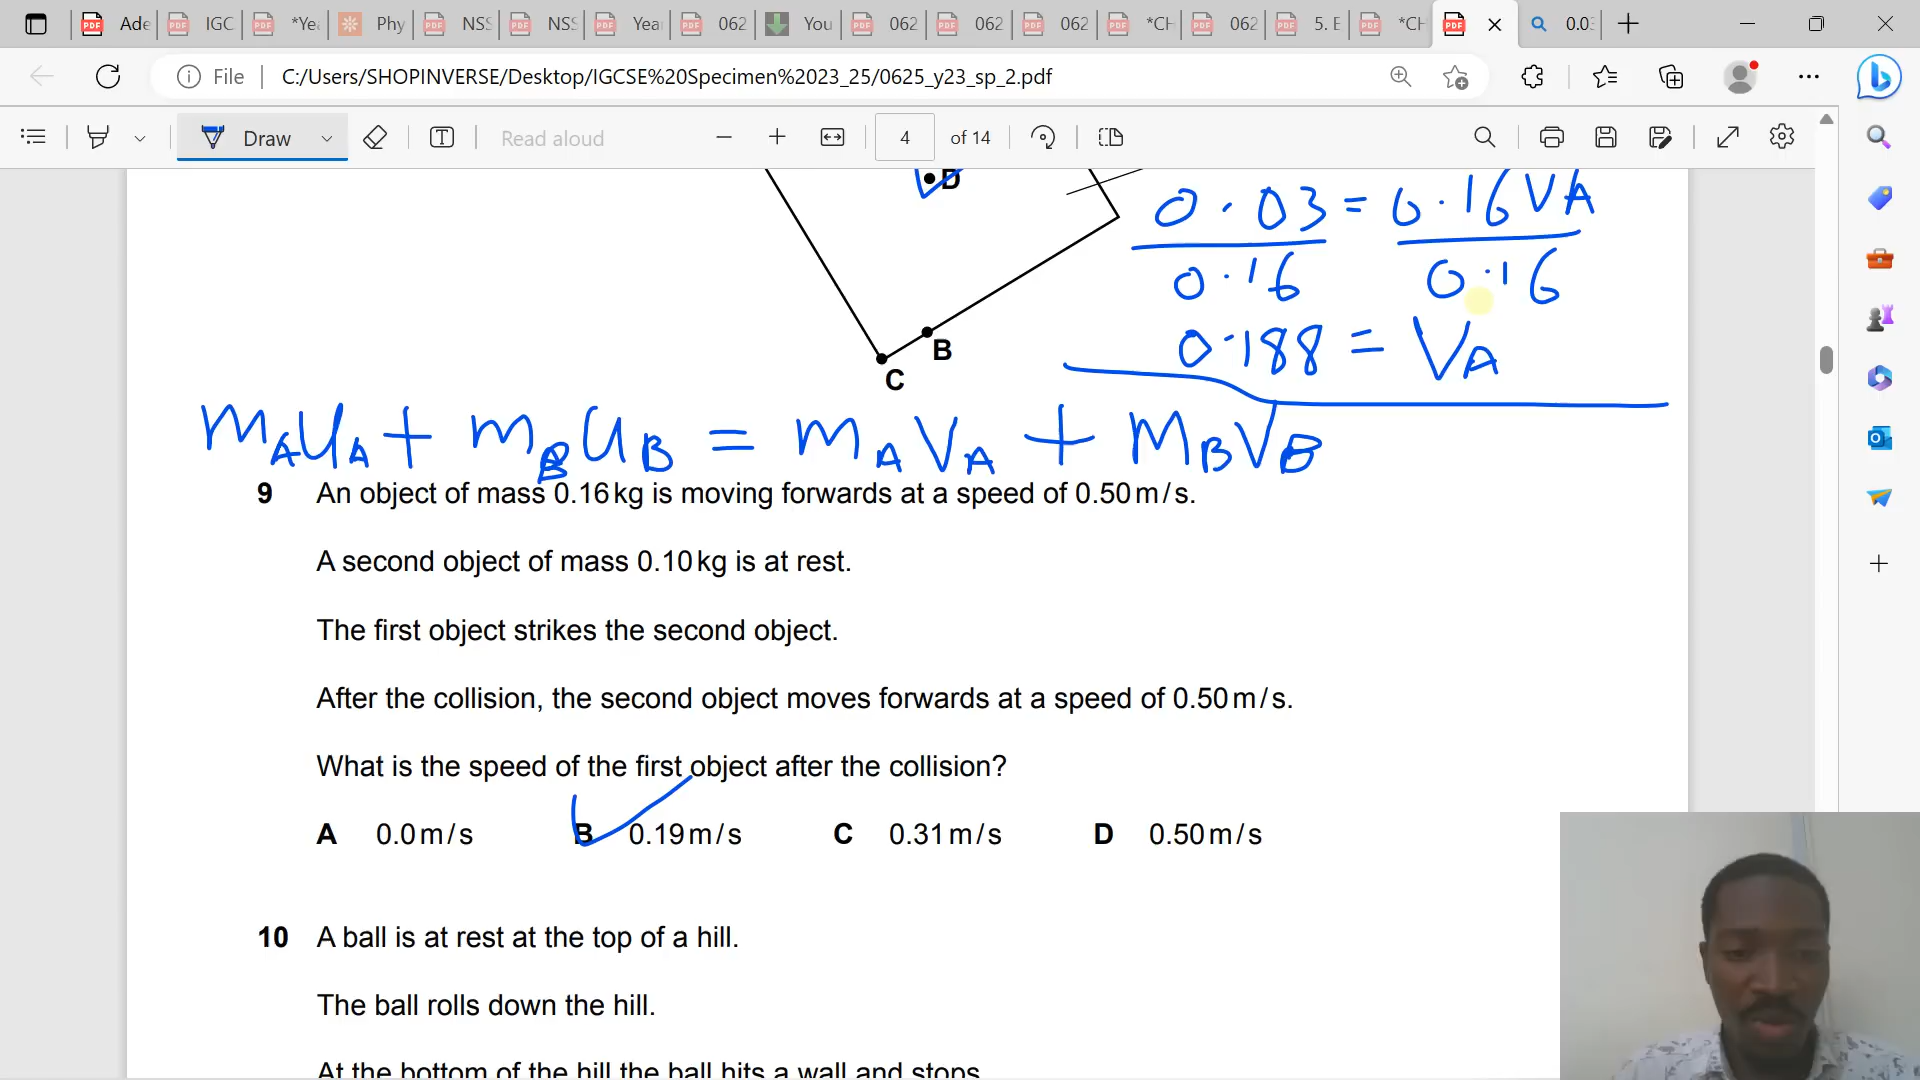 Ade
IGC
*Yea
Phy
NSS
NSS
Yea
062
You
062
062
062
*CH
062
5. E
*CH
0.03
File
C:/Users/SHOPINVERSE/Desktop/IGCSE%20Specimen%2023_25/0625_y23_sp_2.pdf
Draw
Read aloud
4
of 14
D
0.03 = 0.16VA
0.16 0.16
0.188 = VA
B
C
mAUA + mBUB = mAVA + MBVB
9 An object of mass 0.16 kg is moving forwards at a speed of 0.50 m/s.
A second object of mass 0.10 kg is at rest.
The first object strikes the second object.
After the collision, the second object moves forwards at a speed of 0.50 m/s.
What is the speed of the first object after the collision?
A 0.0 m/s B 0.19 m/s C 0.31 m/s D 0.50 m/s
10 A ball is at rest at the top of a hill.
The ball rolls down the hill.
At the bottom of the hill the ball hits a wall and stops.